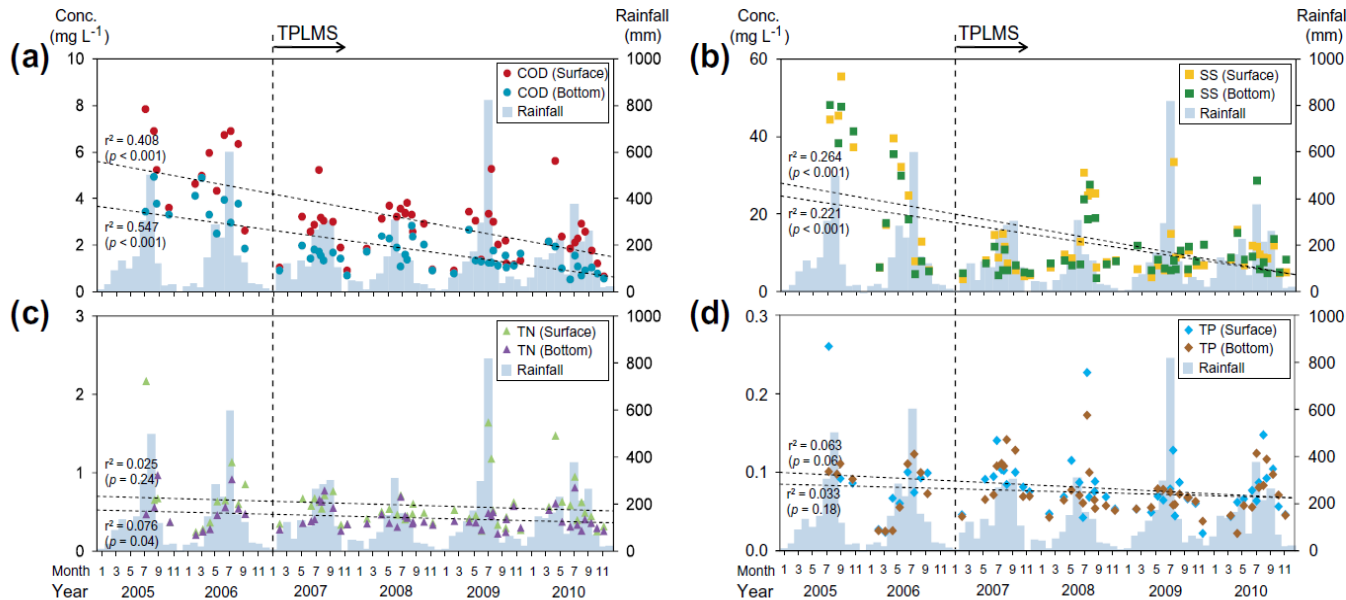 Conc.
(mg L-1)
TPLMS
Rainfall
(mm)
(a)
10
8
6
4
2
0
1000
800
600
400
200
0
COD (Surface)
COD (Bottom)
Rainfall
r² = 0.408
(p < 0.001)
r² = 0.547
(p < 0.001)
Conc.
(mg L-1)
TPLMS
Rainfall
(mm)
(b)
60
40
20
0
1000
800
600
400
200
0
SS (Surface)
SS (Bottom)
Rainfall
r² = 0.264
(p < 0.001)
r² = 0.221
(p < 0.001)
(c)
3
2
1
0
1000
800
600
400
200
0
TN (Surface)
TN (Bottom)
Rainfall
r² = 0.025
(p = 0.24)
r² = 0.076
(p = 0.04)
Month 1 3 5 7 9 11 1 3 5 7 9 11 1 3 5 7 9 11 1 3 5 7 9 11 1 3 5 7 9 11 1 3 5 7 9 11
Year 2005 2006 2007 2008 2009 2010
(d)
0.3
0.2
0.1
0.0
1000
800
600
400
200
0
TP (Surface)
TP (Bottom)
Rainfall
r² = 0.063
(p = 0.06)
r² = 0.033
(p = 0.18)
Month 1 3 5 7 9 11 1 3 5 7 9 11 1 3 5 7 9 11 1 3 5 7 9 11 1 3 5 7 9 11 1 3 5 7 9 11
Year 2005 2006 2007 2008 2009 2010